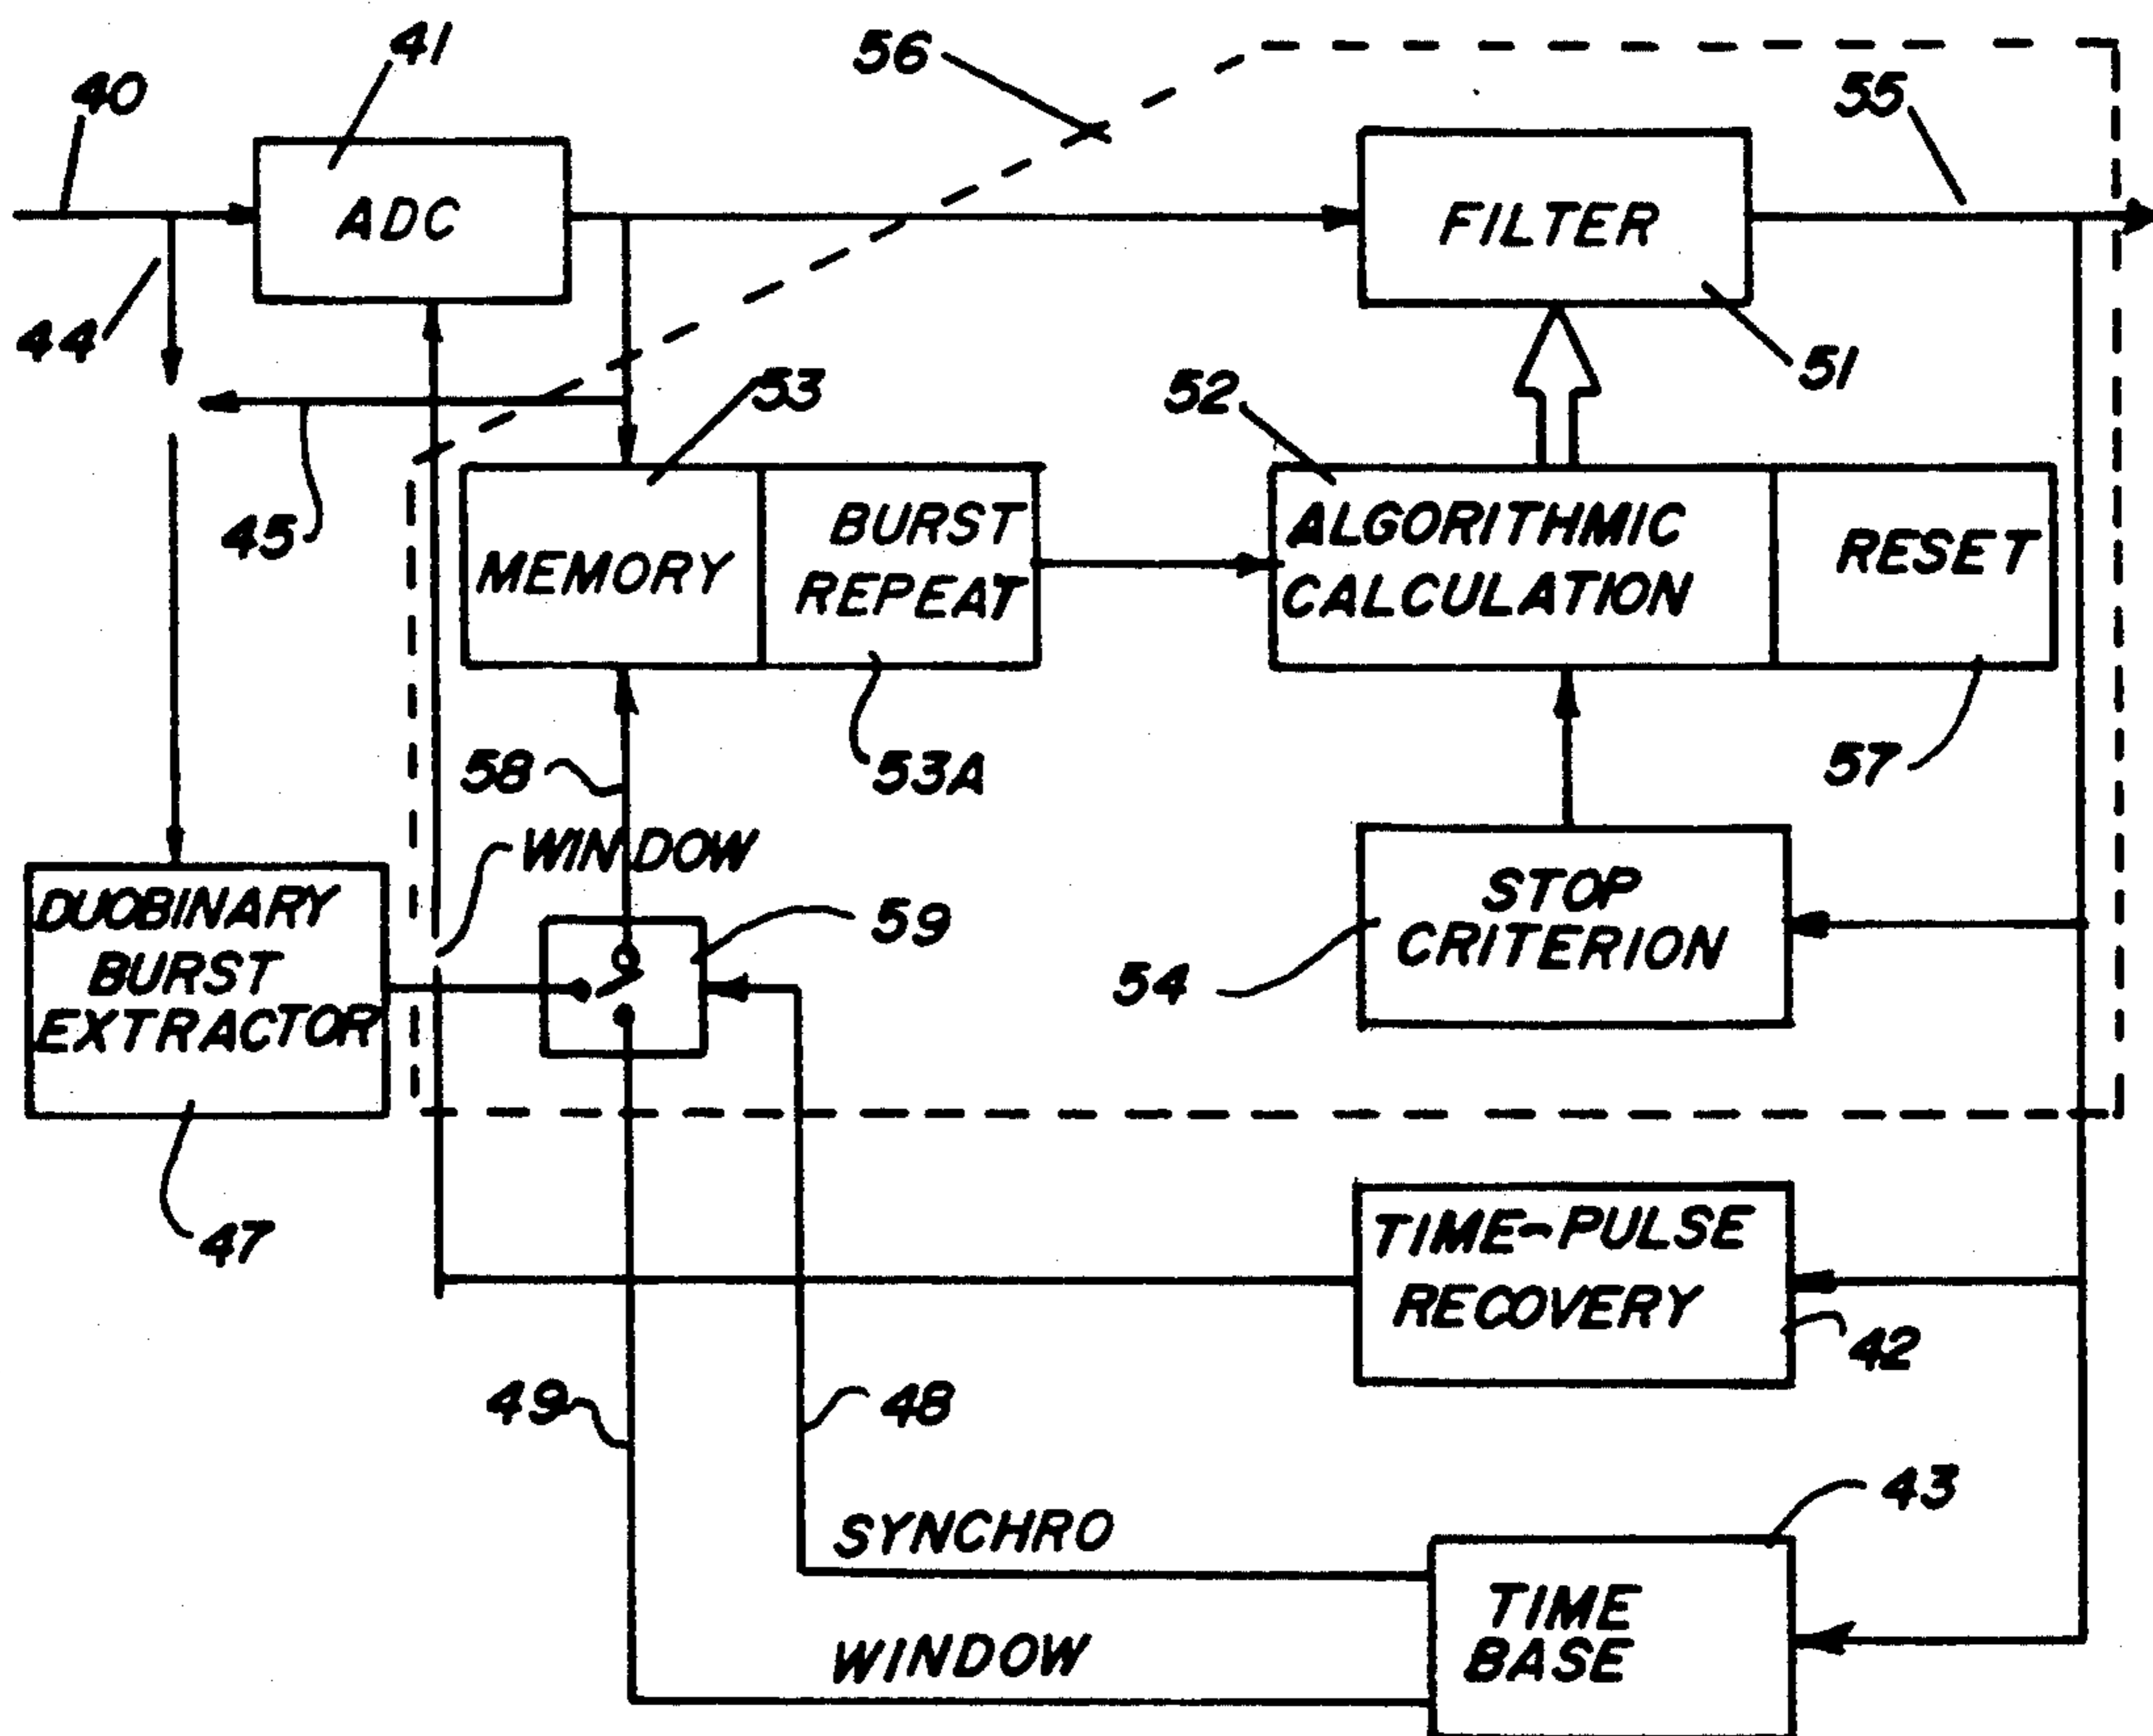 41
56
40
55
ADC
FILTER
44
53
52
51
45
MEMORY
BURST
REPEAT
ALGORITHMIC
CALCULATION
RESET
58
53A
57
WINDOW
DUOBINARY
BURST
EXTRACTOR
59
STOP
CRITERION
54
47
TIME-PULSE
RECOVERY
42
49
48
43
SYNCHRO
TIME
BASE
WINDOW